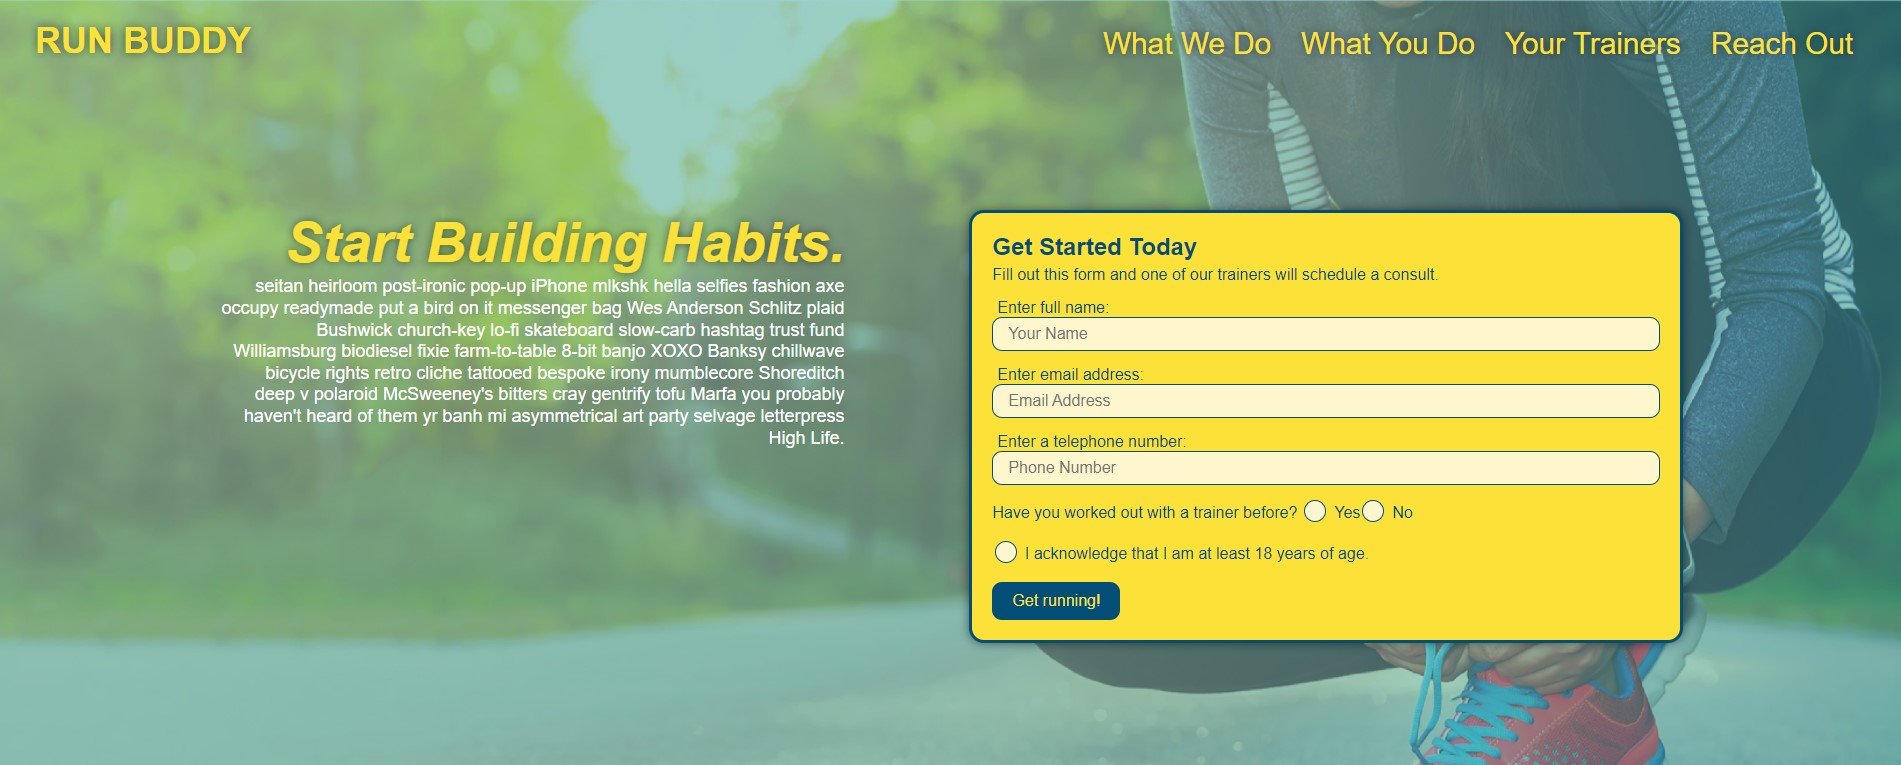 RUN BUDDY
What We Do What You Do Your Trainers Reach Out
Start Building Habits.
seitan heirloom post-ironic pop-up iPhone mlkshk hella selfies fashion axe
occupy readymade put a bird on it messenger bag Wes Anderson Schlitz plaid
Bushwick church-key lo-fi skateboard slow-carb hashtag trust fund
Williamsburg biodiesel fixie farm-to-table 8-bit banjo XOXO Banksy chillwave
bicycle rights retro cliche tattooed bespoke irony mumblecore Shoreditch
deep v polaroid McSweeney's bitters cray gentrify tofu Marfa you probably
haven't heard of them yr banh mi asymmetrical art party selvage letterpress
High Life.
Get Started Today
Fill out this form and one of our trainers will schedule a consult.
Enter full name:
Your Name
Enter email address:
Email Address
Enter a telephone number:
Phone Number
Have you worked out with a trainer before? Yes No
I acknowledge that I am at least 18 years of age.
Get running!